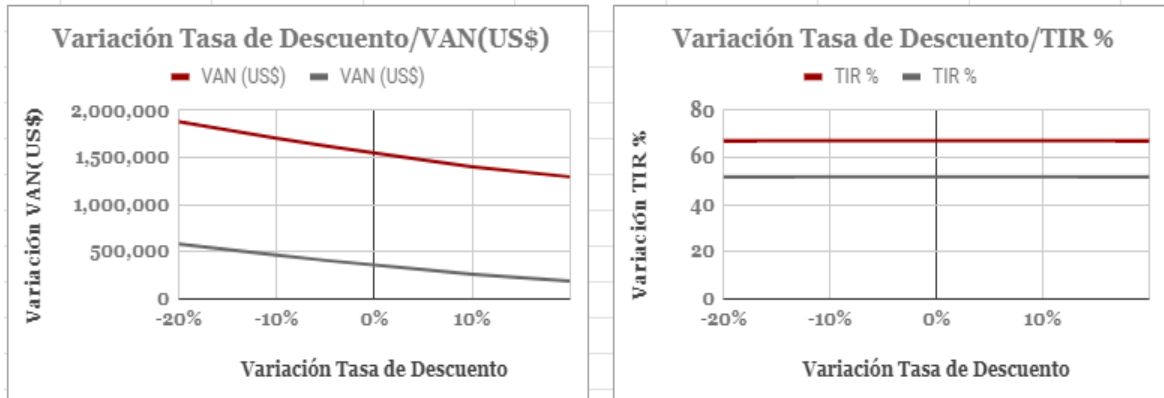 Variación Tasa de Descuento/VAN(US$)
VAN (US$) VAN (US$)
Variación VAN(US$)
2,000,000
1,500,000
1,000,000
500,000
0
-20% -10% 0% 10%
Variación Tasa de Descuento
Variación Tasa de Descuento/TIR %
TIR % TIR %
Variación TIR %
80
60
40
20
0
-20% -10% 0% 10%
Variación Tasa de Descuento